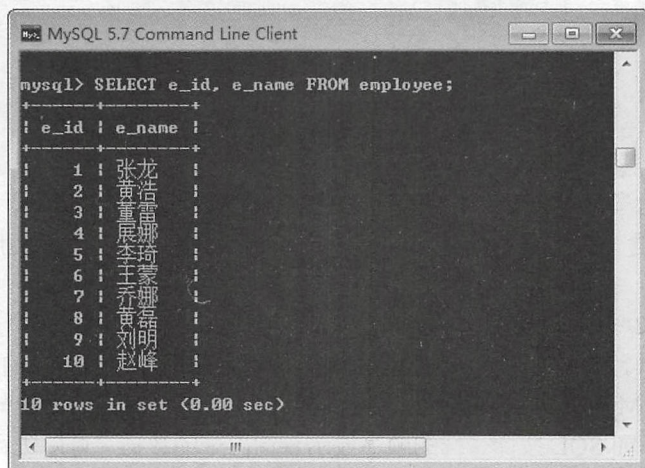 MySQL 5.7 Command Line Client
mysql> SELECT e_id, e_name FROM employee;
+------+--------+
| e_id | e_name |
+------+--------+
| 1 | 张龙 |
| 2 | 黄浩 |
| 3 | 董雷 |
| 4 | 展娜 |
| 5 | 李琦 |
| 6 | 王蒙 |
| 7 | 乔娜 |
| 8 | 黄磊 |
| 9 | 刘明 |
| 10 | 赵峰 |
+------+--------+
10 rows in set (0.00 sec)